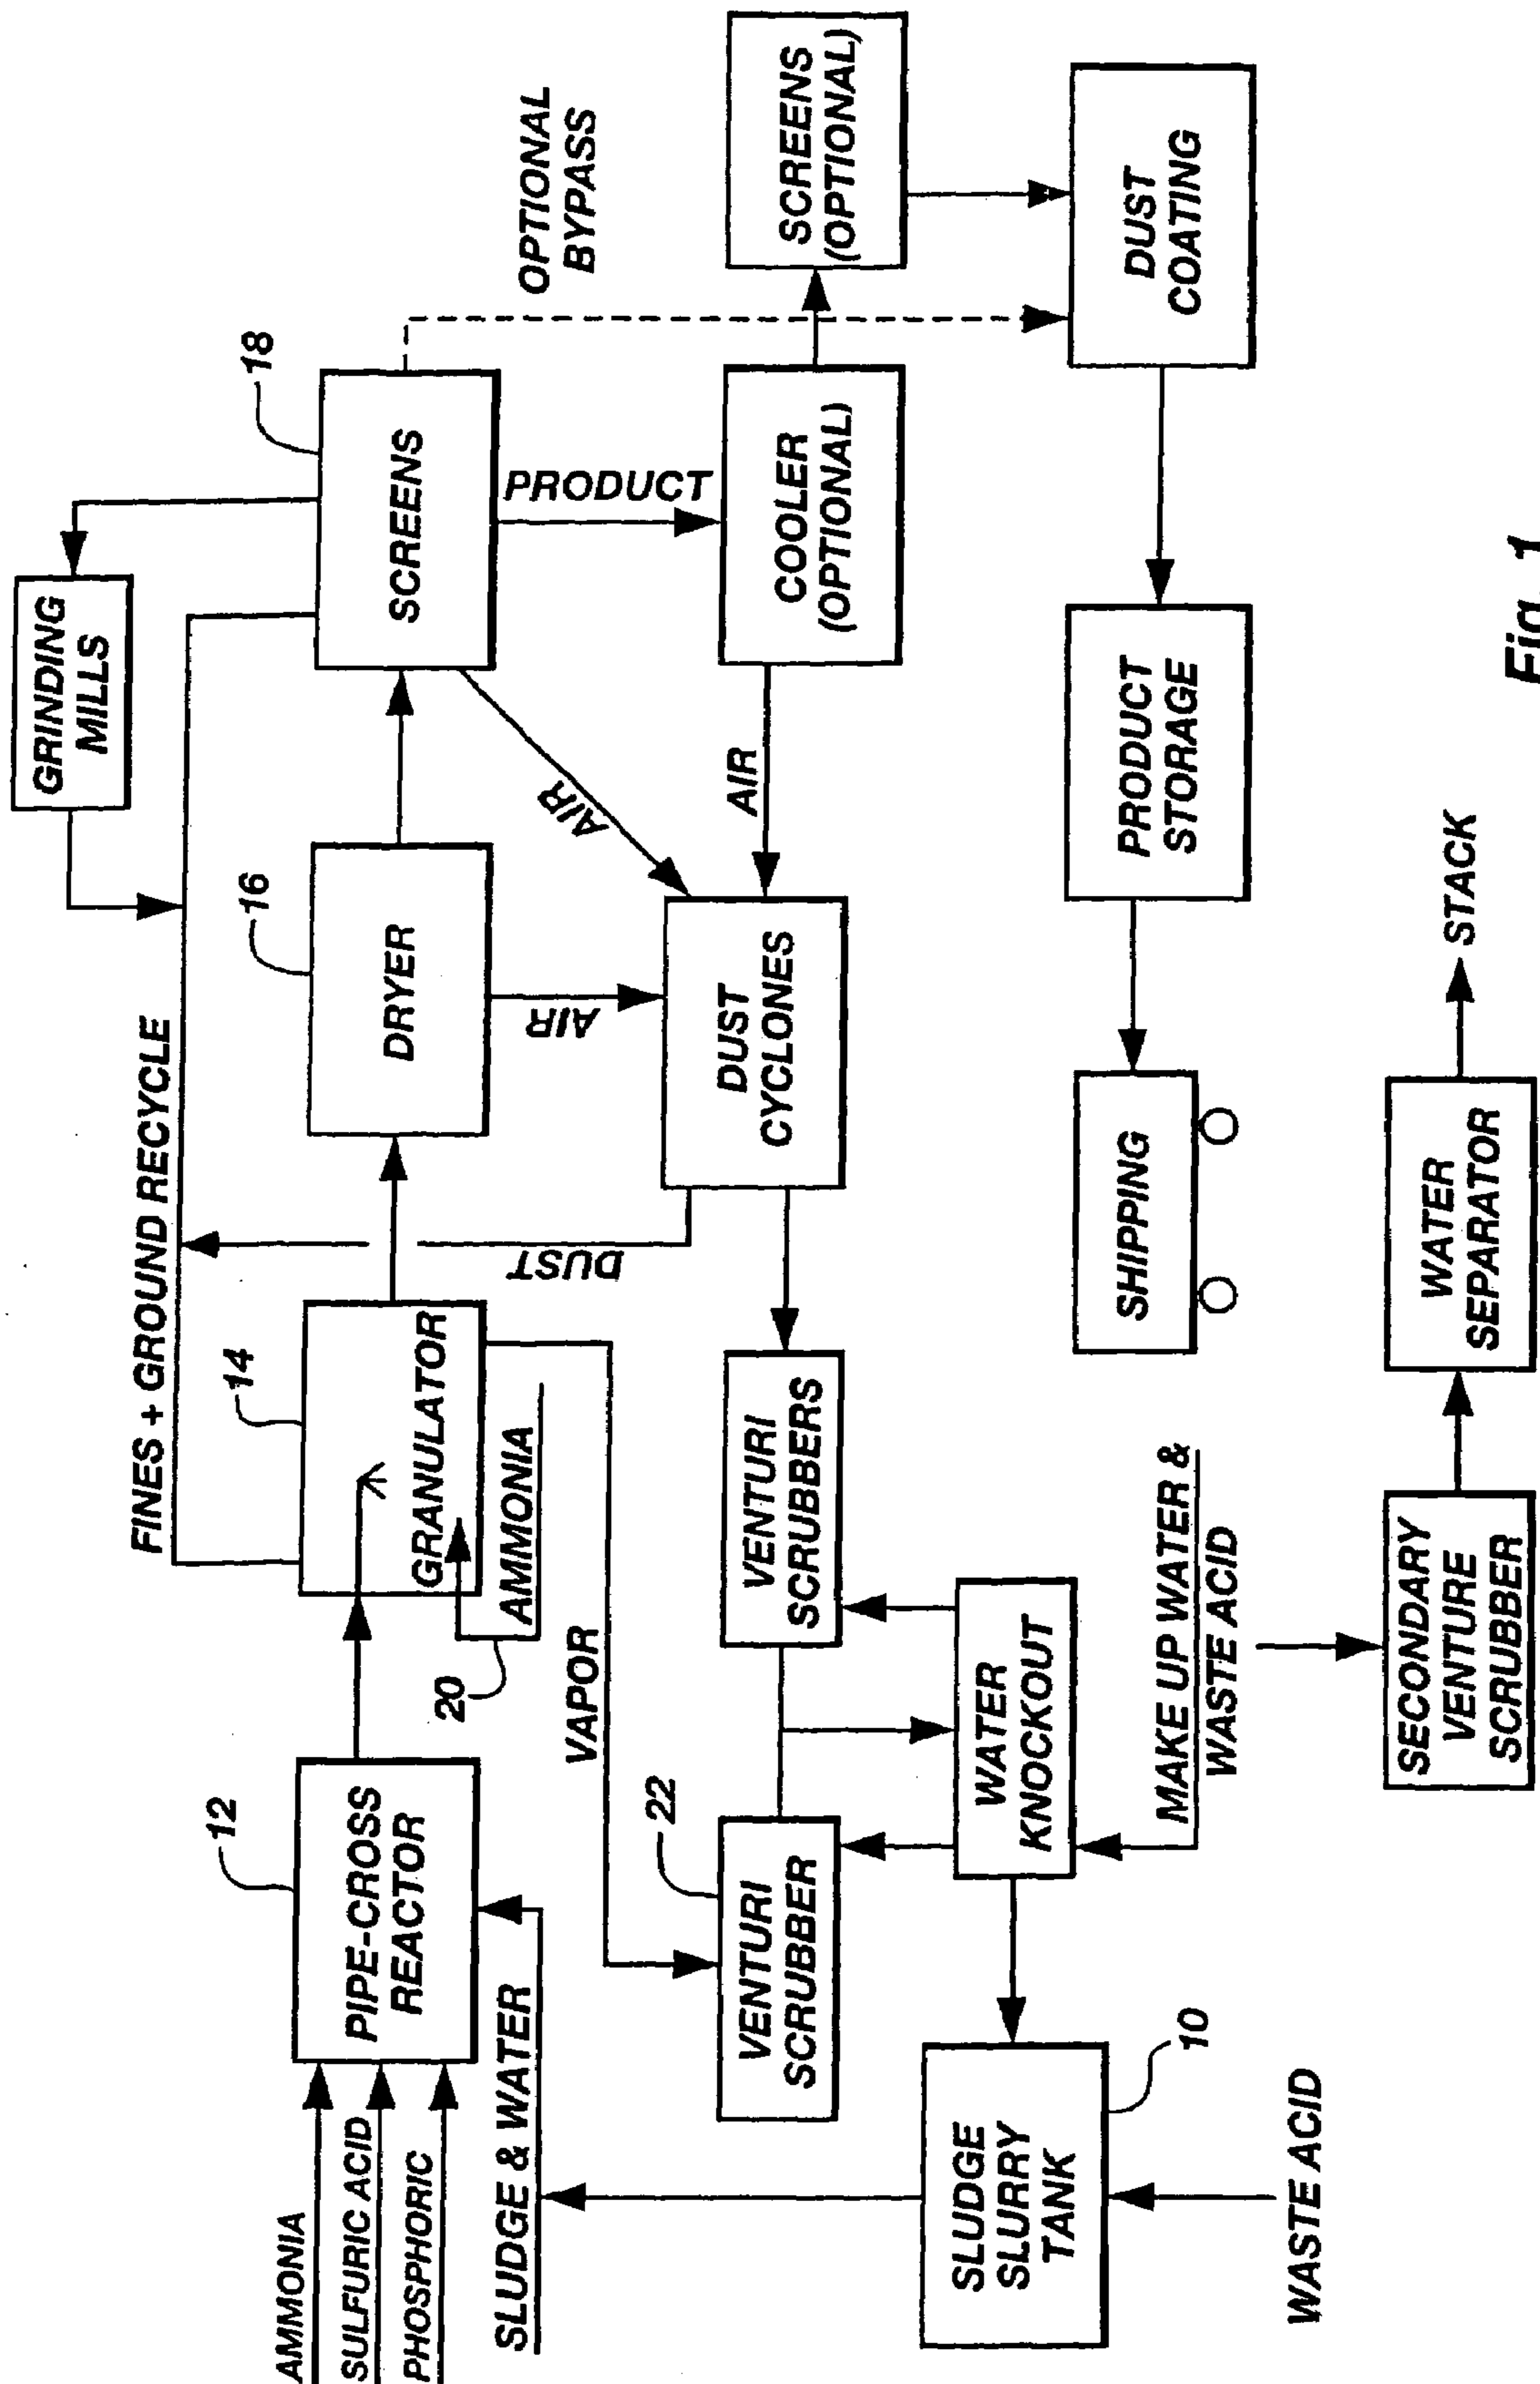 GRINDING
MILLS
FINES + GROUND RECYCLE
12
14
16
18
AMMONIA
SULFURIC ACID
PHOSPHORIC
PIPE-CROSS
REACTOR
GRANULATOR
DRYER
SCREENS
20
AMMONIA
DUST
AIR
AIR
PRODUCT
OPTIONAL
BYPASS
SLUDGE & WATER
VAPOR
22
VENTURI
SCRUBBER
VENTURI
SCRUBBERS
DUST
CYCLONES
AIR
COOLER
(OPTIONAL)
SCREENS
(OPTIONAL)
SLUDGE
SLURRY
TANK
10
WATER
KNOCKOUT
SHIPPING
PRODUCT
STORAGE
DUST
COATING
WASTE ACID
MAKE UP WATER &
WASTE ACID
SECONDARY
VENTURE
SCRUBBER
WATER
SEPARATOR
STACK
Fig. 1